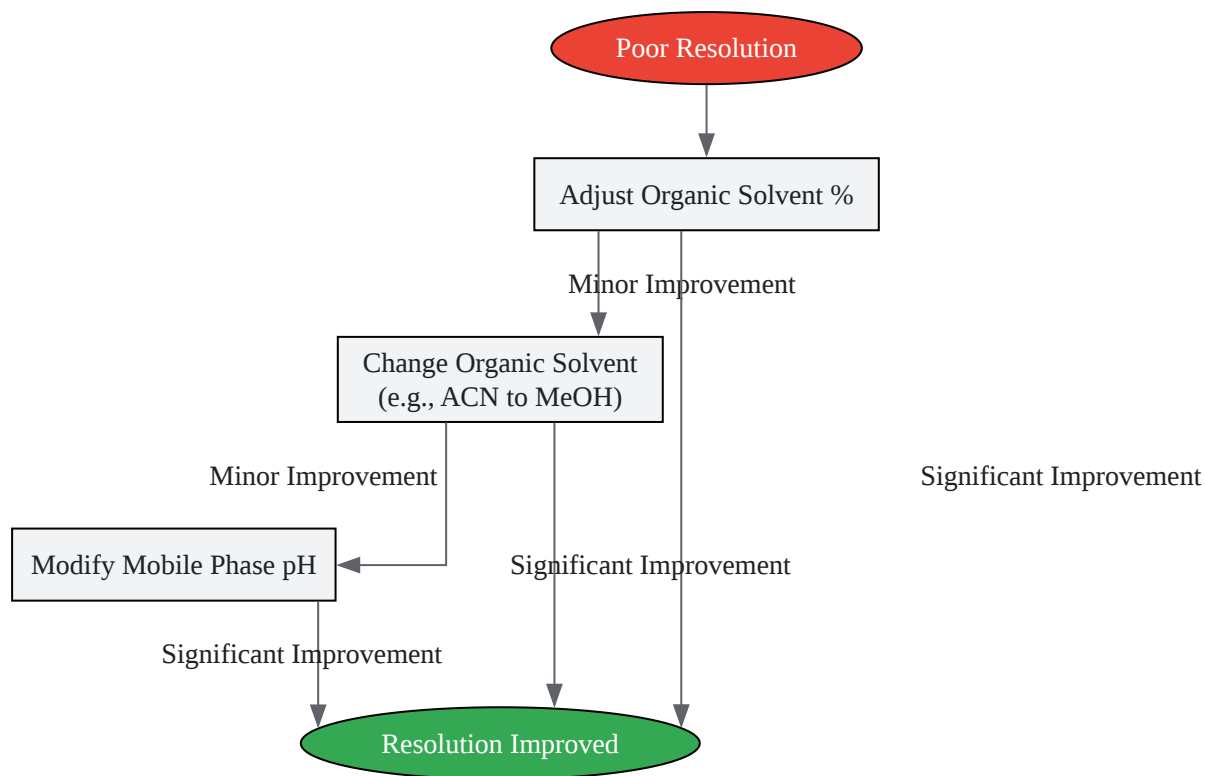 Poor Resolution
Adjust Organic Solvent %
Minor Improvement
Change Organic Solvent
(e.g., ACN to MeOH)
Minor Improvement
Significant Improvement
Modify Mobile Phase pH
Significant Improvement
Significant Improvement
Resolution Improved